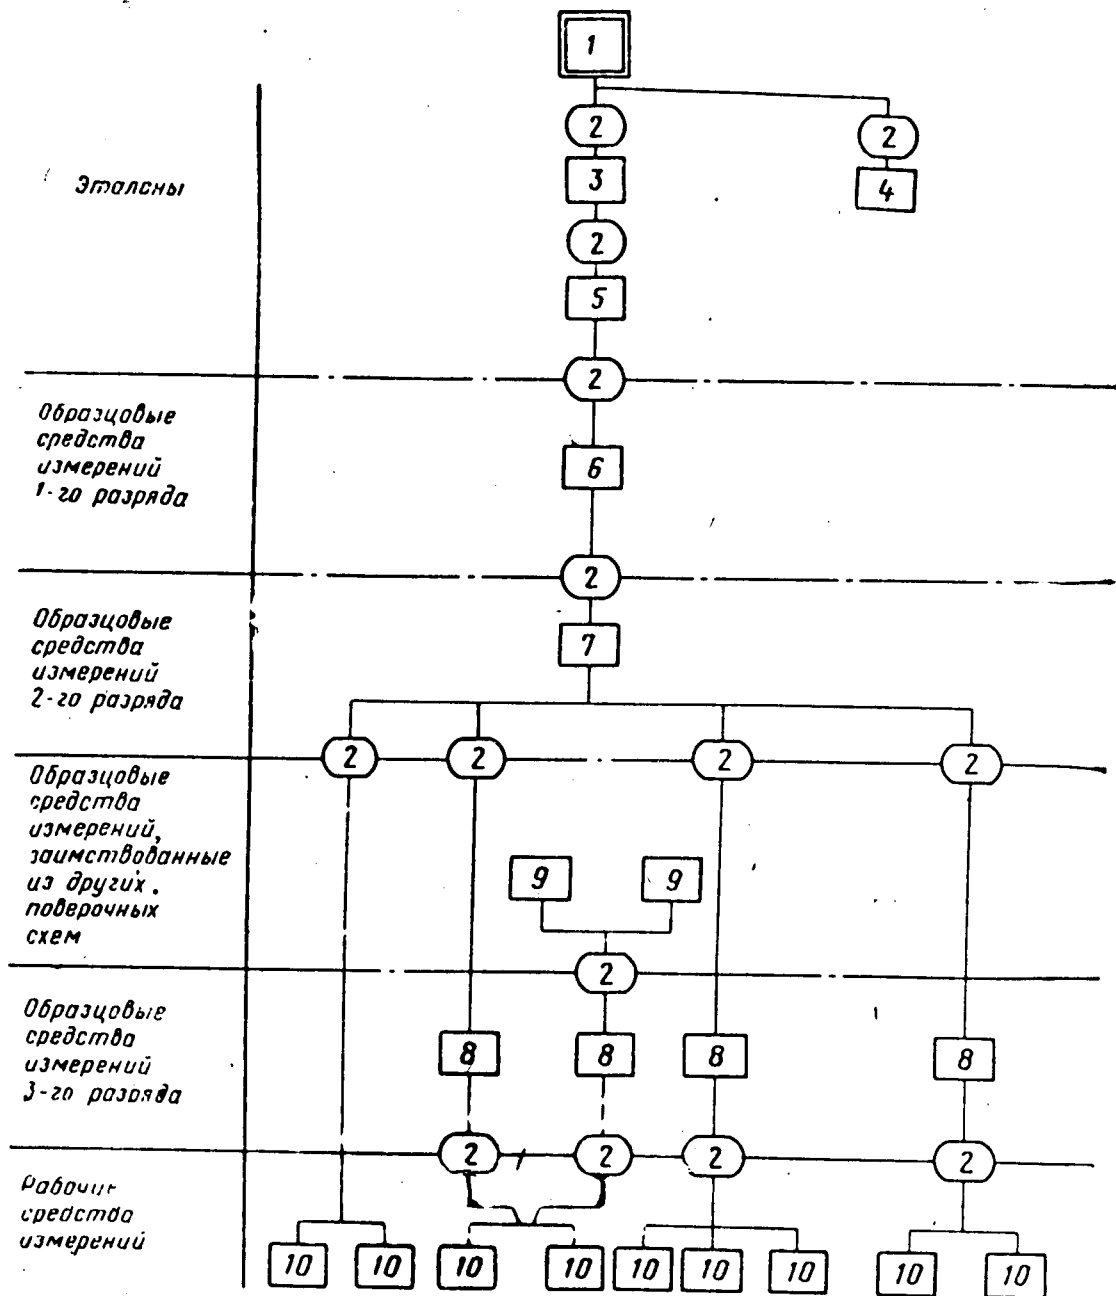 1
2
2
Эталоны
3
4
2
5
2
Образцовые
средства
измерений
1-го разряда
6
2
Образцовые
средства
измерений
2-го разряда
7
2
2
2
2
Образцовые
средства
измерений,
заимствованные
из других
поверочных
схем
9
9
2
Образцовые
средства
измерений
3-го разряда
8
8
8
8
2
2
2
2
Рабочие
средства
измерений
10
10
10
10
10
10
10
10
10